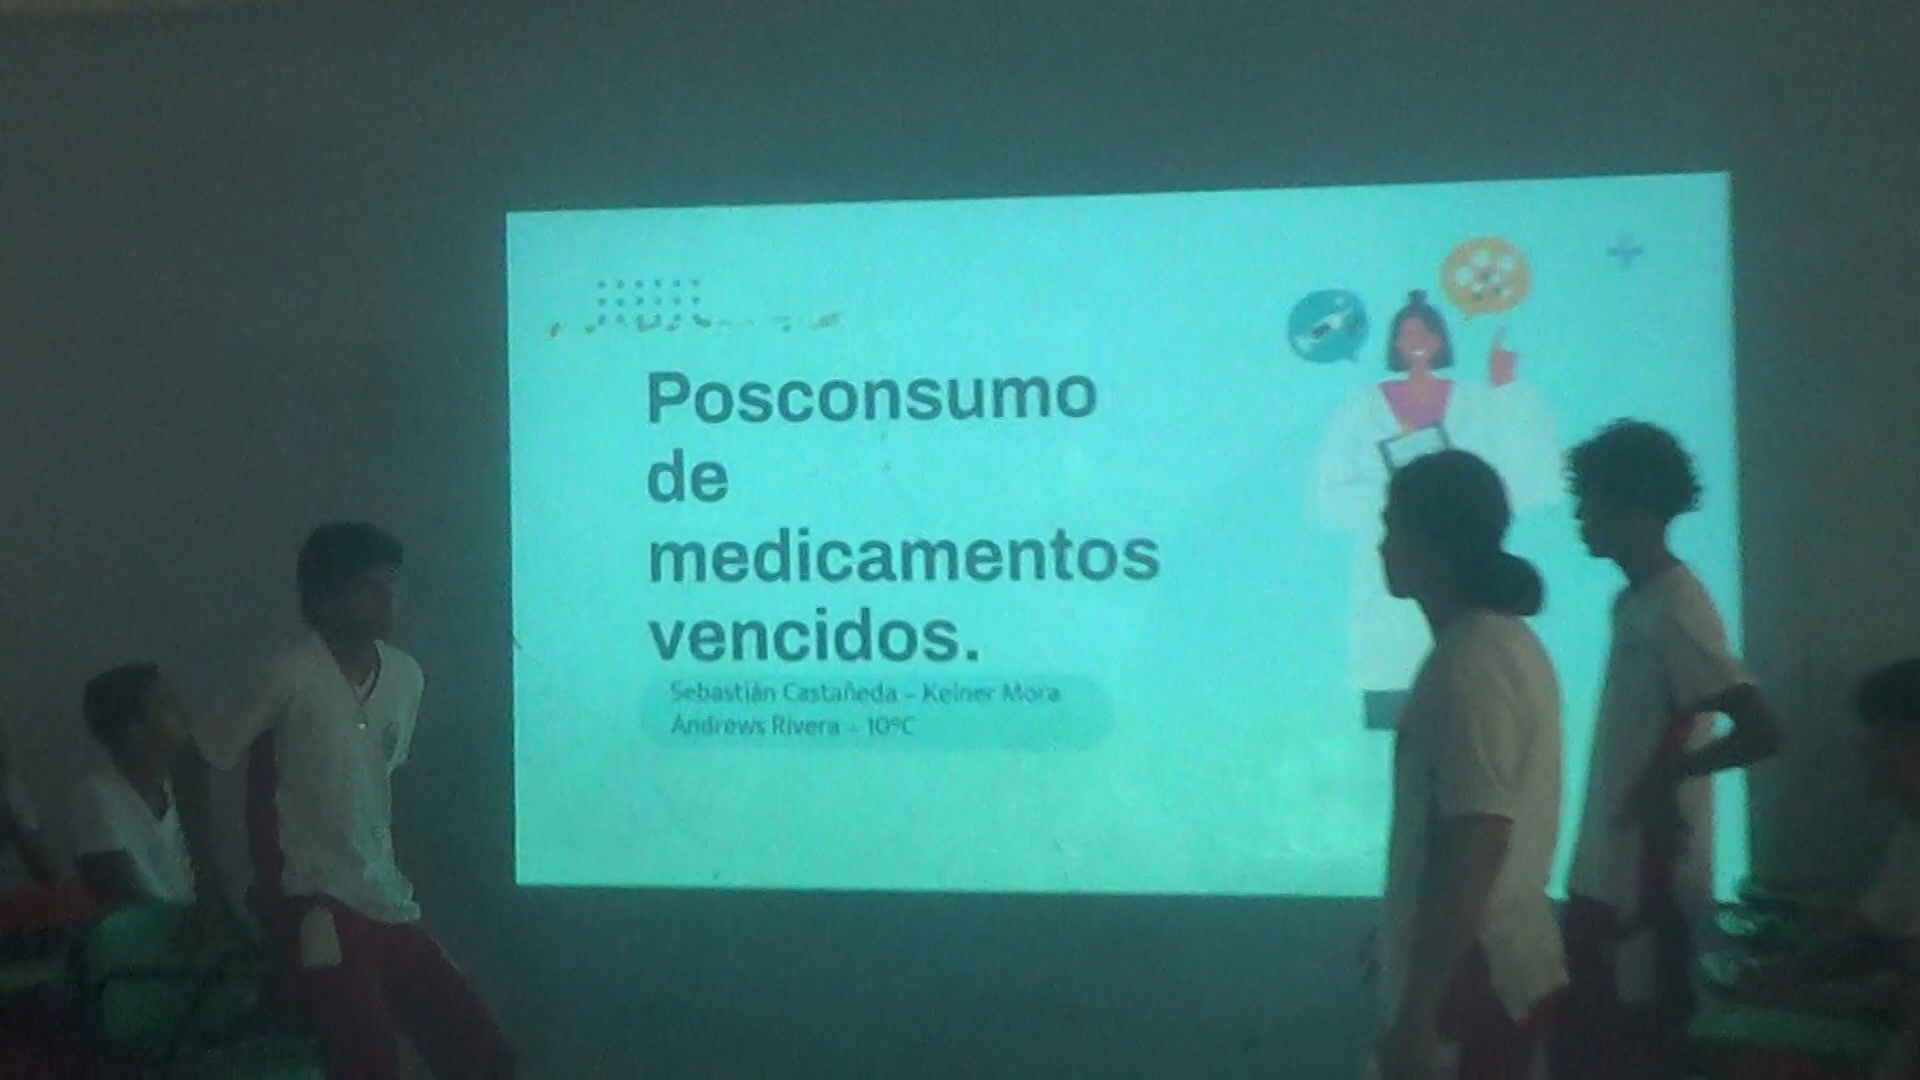 Posconsumo
de
medicamentos
vencidos.
Sebastián Castañeda - Keiner Mora
Andrews Rivera - 10°C